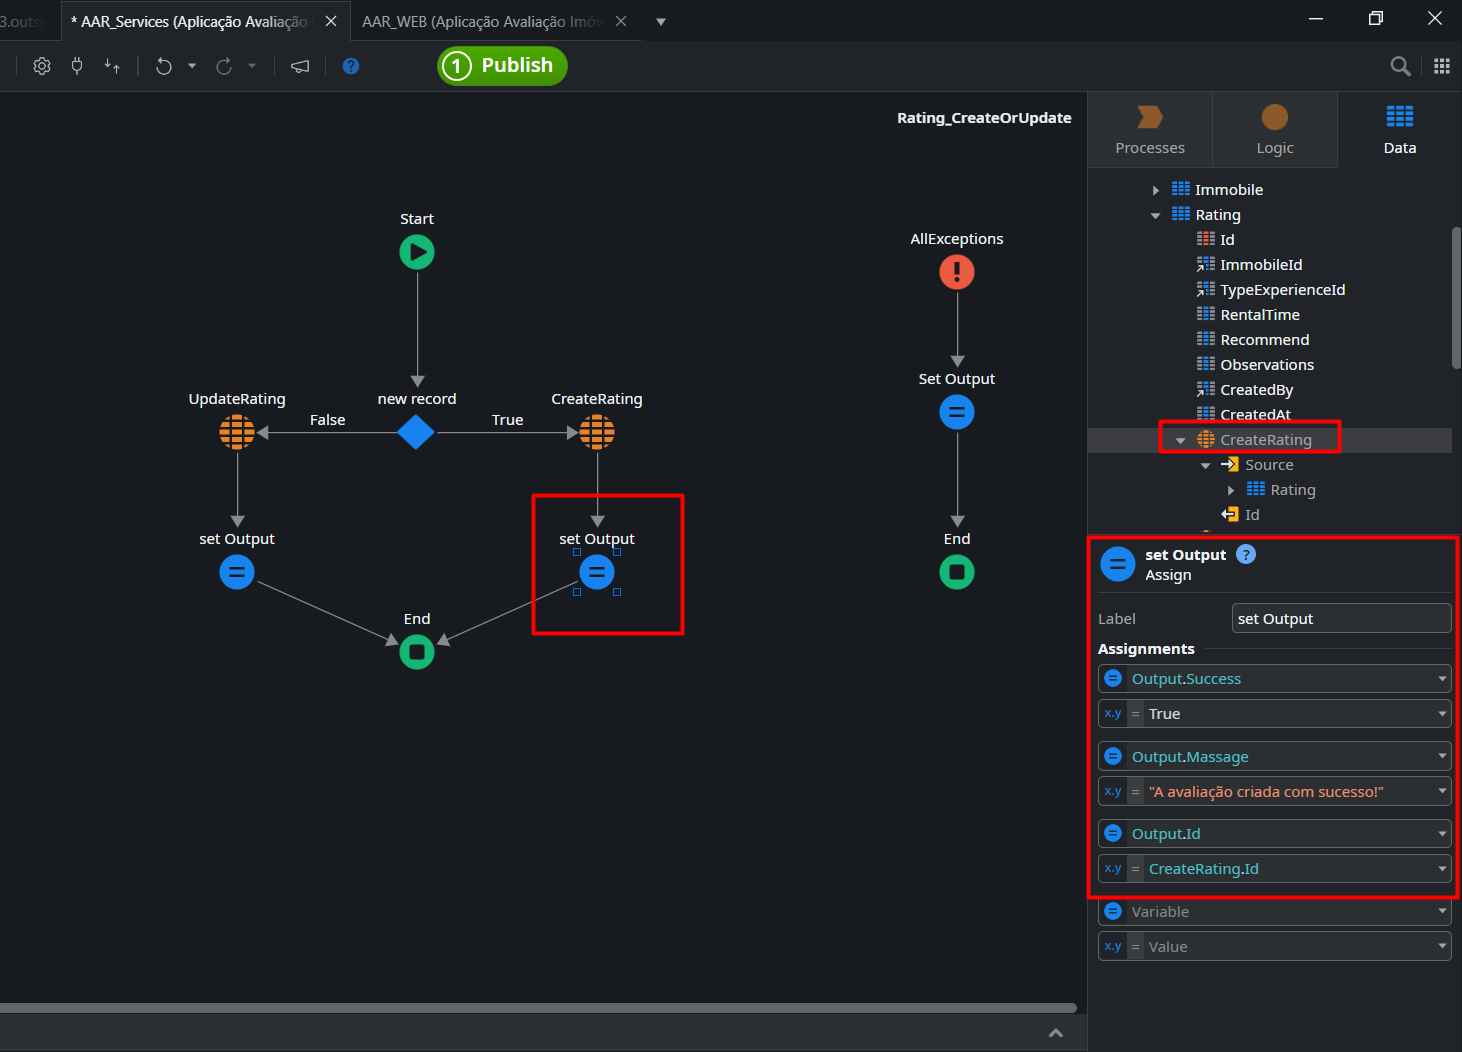 3.outsy
* AAR_Services (Aplicação Avaliação
AAR_WEB (Aplicação Avaliação Imóv
1 Publish
Rating_CreateOrUpdate
Processes
Logic
Data
Start
AllExceptions
UpdateRating
new record
CreateRating
False
True
Set Output
set Output
set Output
End
End
Immobile
Rating
Id
ImmobileId
TypeExperienceId
RentalTime
Recommend
Observations
CreatedBy
CreatedAt
CreateRating
Source
Rating
Id
set Output ?
Assign
Label set Output
Assignments
Output.Success
x.y = True
Output.Massage
x.y = "A avaliação criada com sucesso!"
Output.Id
x.y = CreateRating.Id
Variable
x.y = Value